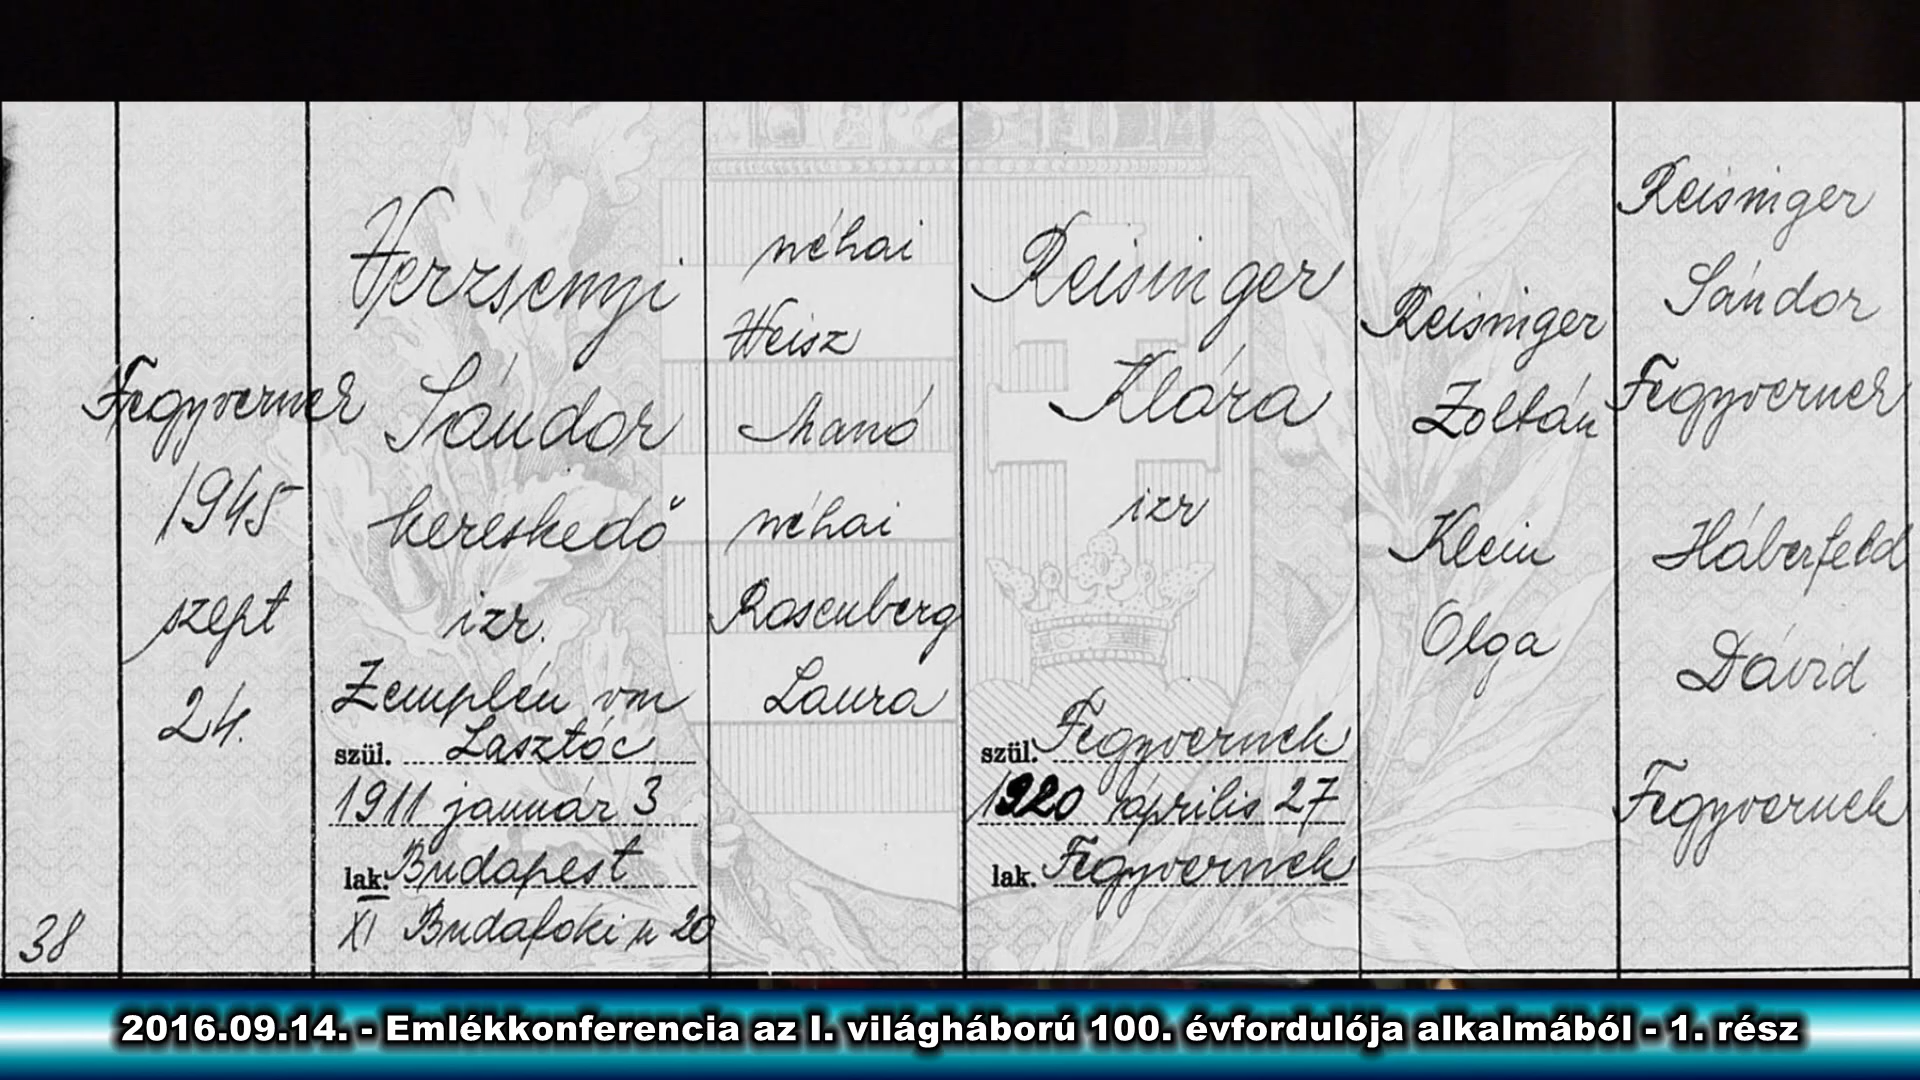 38
Fegyvernek
1945
szept
24.
Verzsenyi
Sándor
kereskedő
izr.
Zemplén vm
szül. Lasztóc
1911 január 3
lak. Budapest
XI Budafoki u 20
néhai
Weisz
Manó
néhai
Rosenberg
Laura
Reisinger
Klára
izr
szül. Fegyvernek
1920 április 27
lak. Fegyvernek
Reisinger
Zoltán
Klein
Olga
Reisinger
Sándor
Fegyvernek
Háberfeld
Dávid
Fegyvernek
2016.09.14. - Emlékkonferencia az I. világháború 100. évfordulója alkalmából - 1. rész